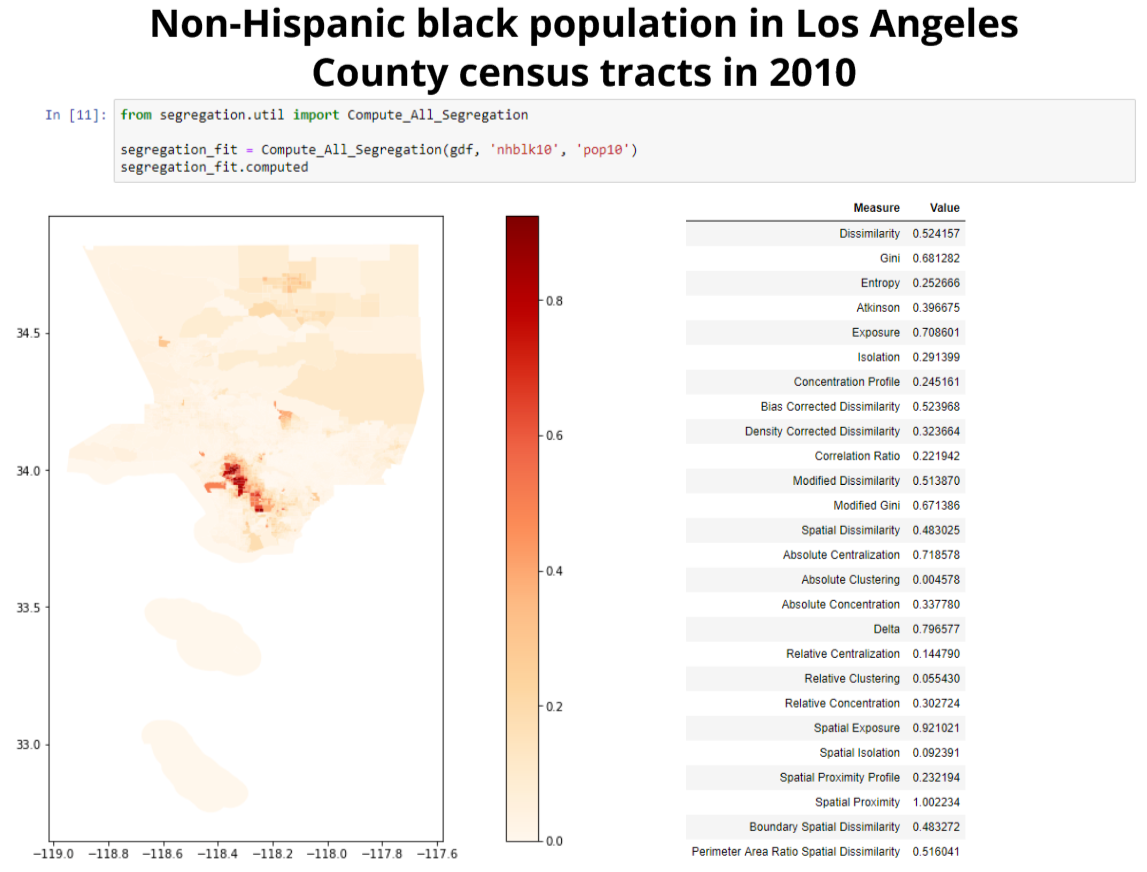 Non-Hispanic black population in Los Angeles
County census tracts in 2010
In [11]: from segregation.util import Compute_All_Segregation
segregation_fit = Compute_All_Segregation(gdf, 'nhblk10', 'pop10')
segregation_fit.computed
34.5
34.0
33.5
33.0
−119.0 −118.8 −118.6 −118.4 −118.2 −118.0 −117.8 −117.6
0.8
0.6
0.4
0.2
0.0
Measure Value
Dissimilarity 0.524157
Gini 0.681282
Entropy 0.252666
Atkinson 0.396675
Exposure 0.708601
Isolation 0.291399
Concentration Profile 0.245161
Bias Corrected Dissimilarity 0.523968
Density Corrected Dissimilarity 0.323664
Correlation Ratio 0.221942
Modified Dissimilarity 0.513870
Modified Gini 0.671386
Spatial Dissimilarity 0.483025
Absolute Centralization 0.718578
Absolute Clustering 0.004578
Absolute Concentration 0.337780
Delta 0.796577
Relative Centralization 0.144790
Relative Clustering 0.055430
Relative Concentration 0.302724
Spatial Exposure 0.921021
Spatial Isolation 0.092391
Spatial Proximity Profile 0.232194
Spatial Proximity 1.002234
Boundary Spatial Dissimilarity 0.483272
Perimeter Area Ratio Spatial Dissimilarity 0.516041